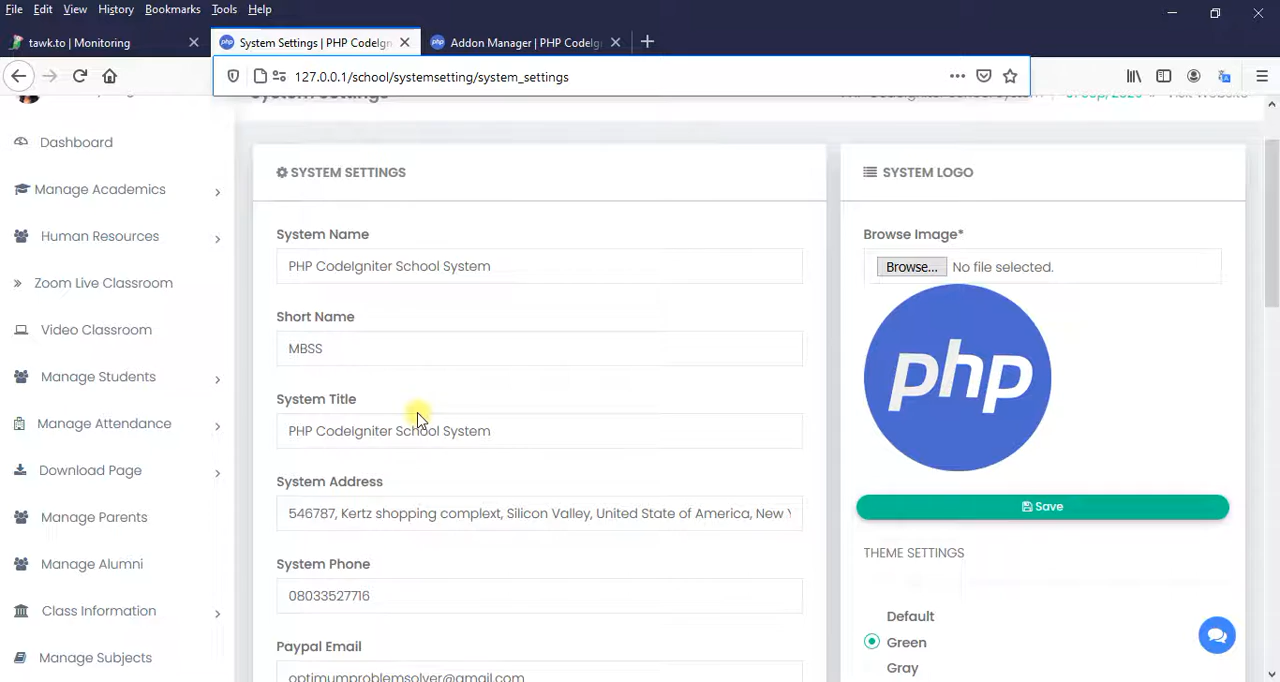 File Edit View History Bookmarks Tools Help
tawk.to | Monitoring
System Settings | PHP CodeIgn
Addon Manager | PHP CodeIg
127.0.0.1/school/systemsetting/system_settings
System Settings
Dashboard
Manage Academics
Human Resources
Zoom Live Classroom
Video Classroom
Manage Students
Manage Attendance
Download Page
Manage Parents
Manage Alumni
Class Information
Manage Subjects
SYSTEM SETTINGS
System Name
PHP CodeIgniter School System
Short Name
MBSS
System Title
PHP CodeIgniter School System
System Address
546787, Kertz shopping complext, Silicon Valley, United State of America, New Y
System Phone
08033527716
Paypal Email
optimumproblemsolver@gmail.com
SYSTEM LOGO
Browse Image*
Browse... No file selected.
php
Save
THEME SETTINGS
Default
Green
Gray